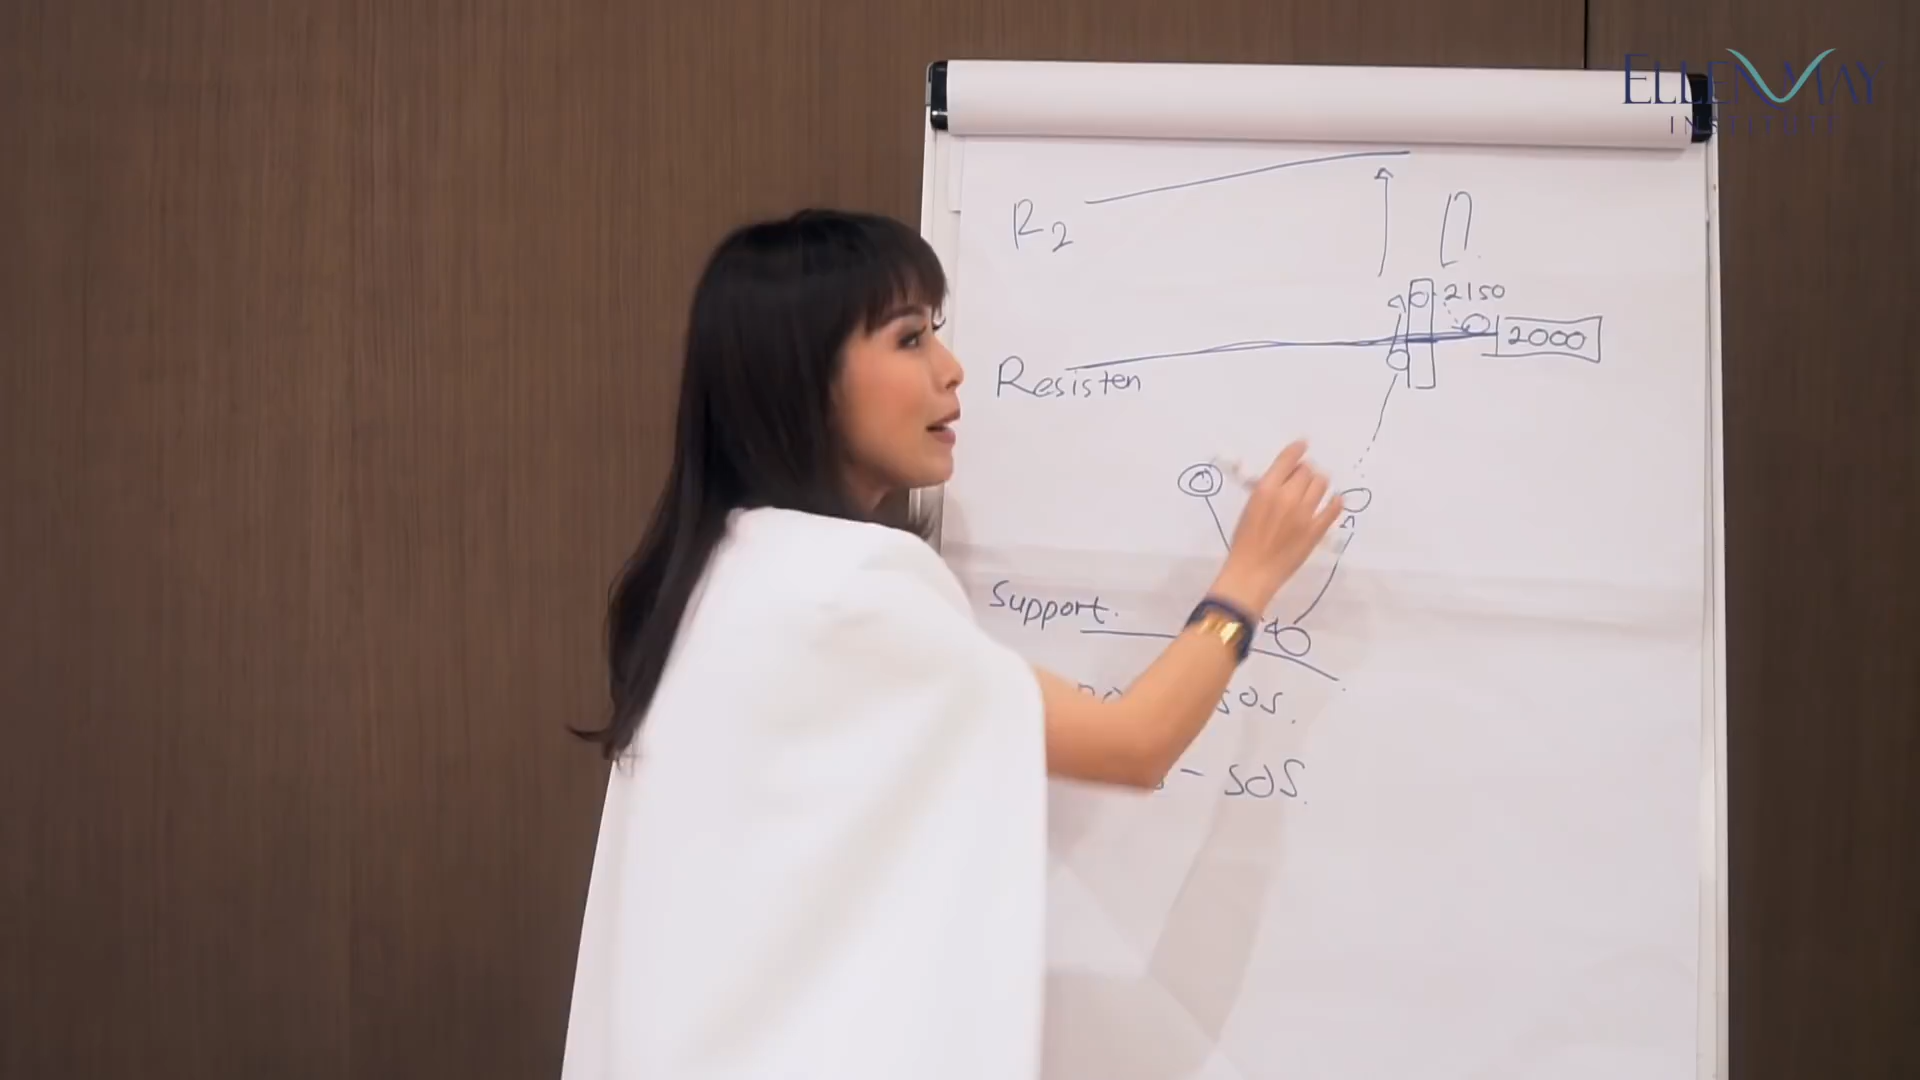 ELLEN MAY
INSTITUTE
R2
2150
2000
Resisten
Support.
SOS.
- SOS.